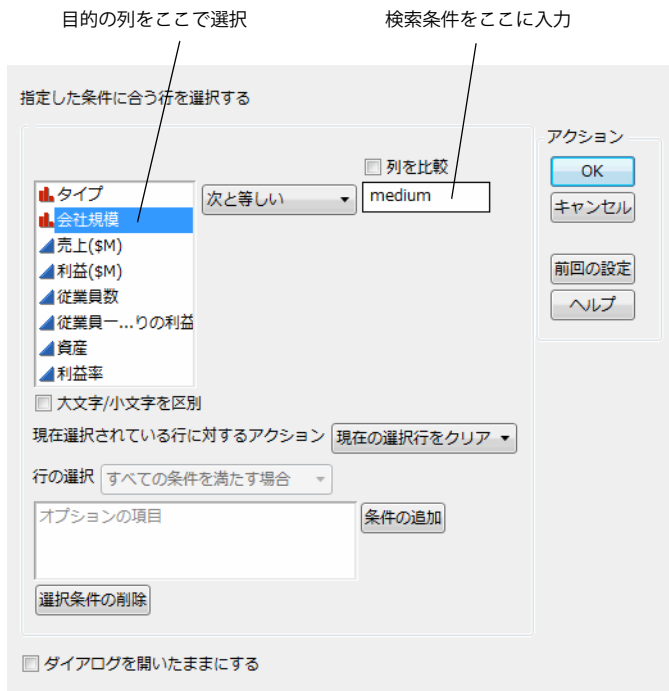 目的の列をここで選択
検索条件をここに入力
指定した条件に合う行を選択する
アクション
列を比較
OK
タイプ
次と等しい
medium
会社規模
キャンセル
売上($M)
利益($M)
前回の設定
従業員数
ヘルプ
従業員一...りの利益
資産
利益率
大文字/小文字を区別
現在選択されている行に対するアクション
現在の選択行をクリア
行の選択
すべての条件を満たす場合
オプションの項目
条件の追加
選択条件の削除
ダイアログを開いたままにする